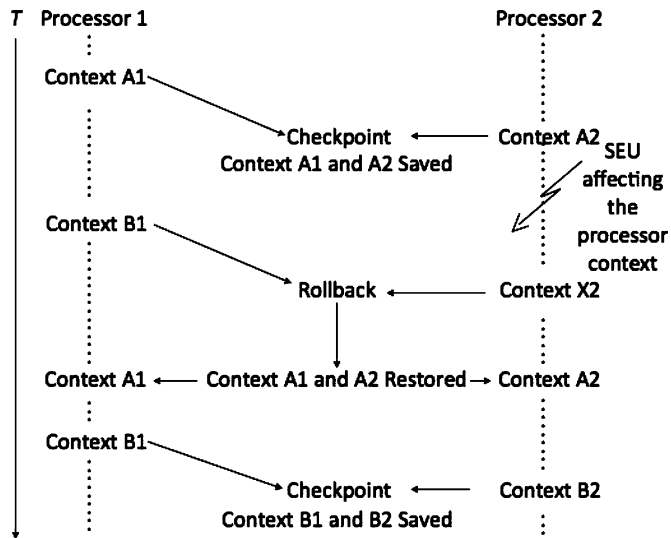 T Processor 1 Processor 2
Context A1
Checkpoint Context A2
Context A1 and A2 Saved
SEU
affecting
the
processor
context
Context B1
Rollback Context X2
Context A1 Context A1 and A2 Restored Context A2
Context B1
Checkpoint Context B2
Context B1 and B2 Saved